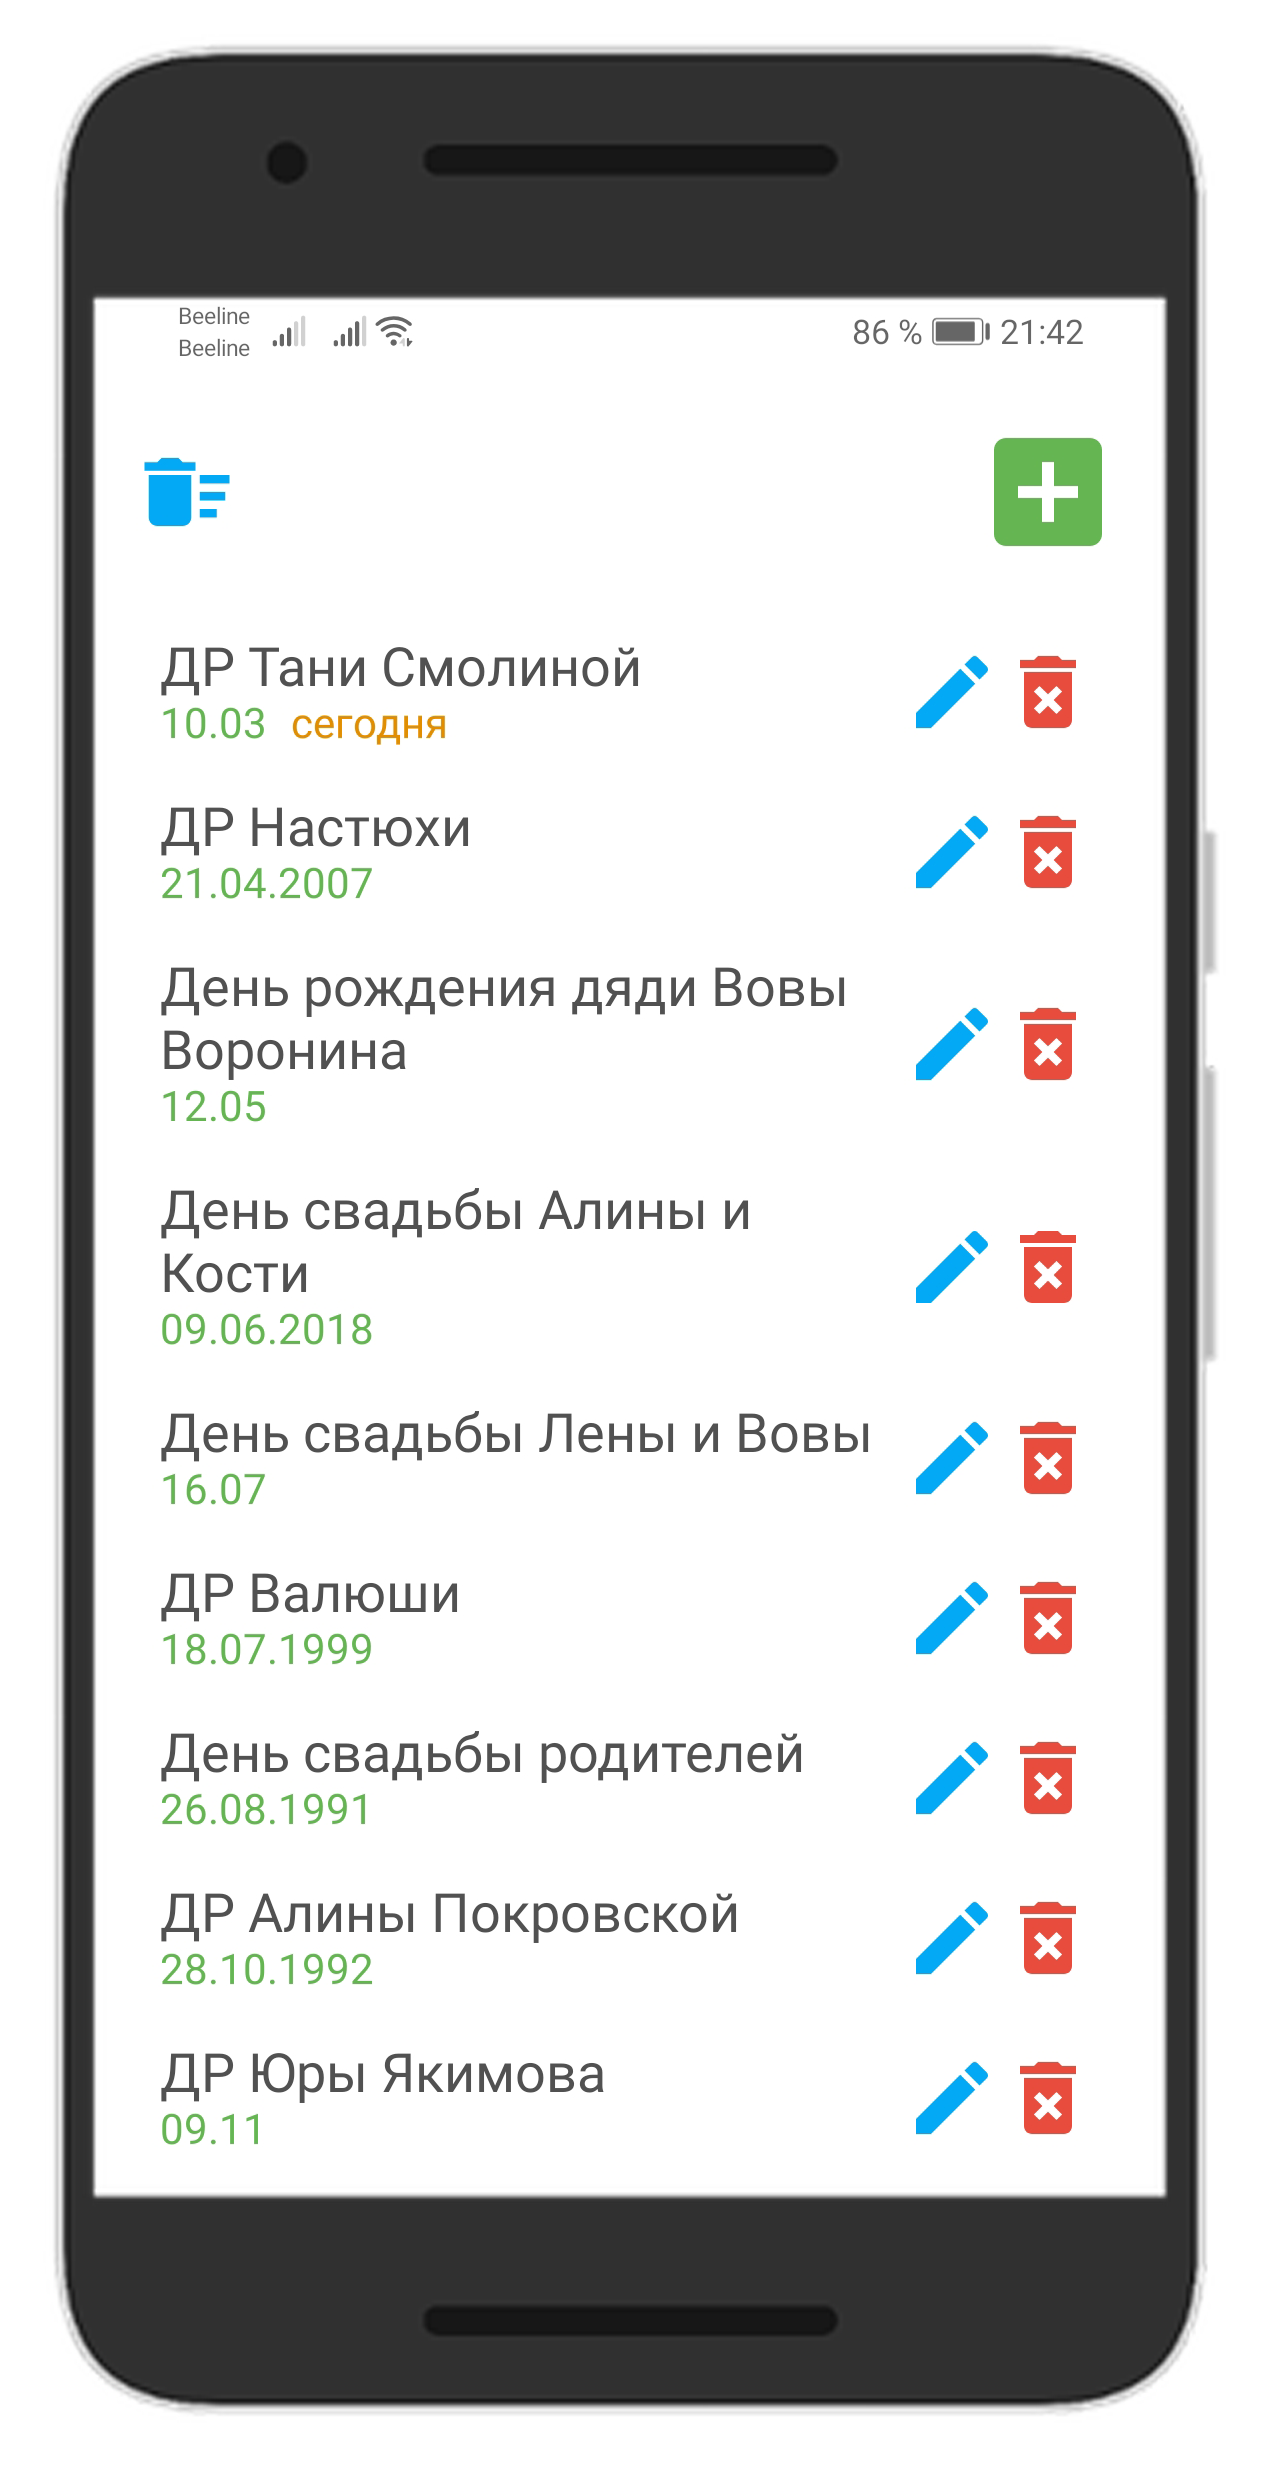 Beeline
Beeline
86 % 21:42
ДР Тани Смолиной
10.03 сегодня
ДР Настюхи
21.04.2007
День рождения дяди Вовы
Воронина
12.05
День свадьбы Алины и
Кости
09.06.2018
День свадьбы Лены и Вовы
16.07
ДР Валюши
18.07.1999
День свадьбы родителей
26.08.1991
ДР Алины Покровской
28.10.1992
ДР Юры Якимова
09.11